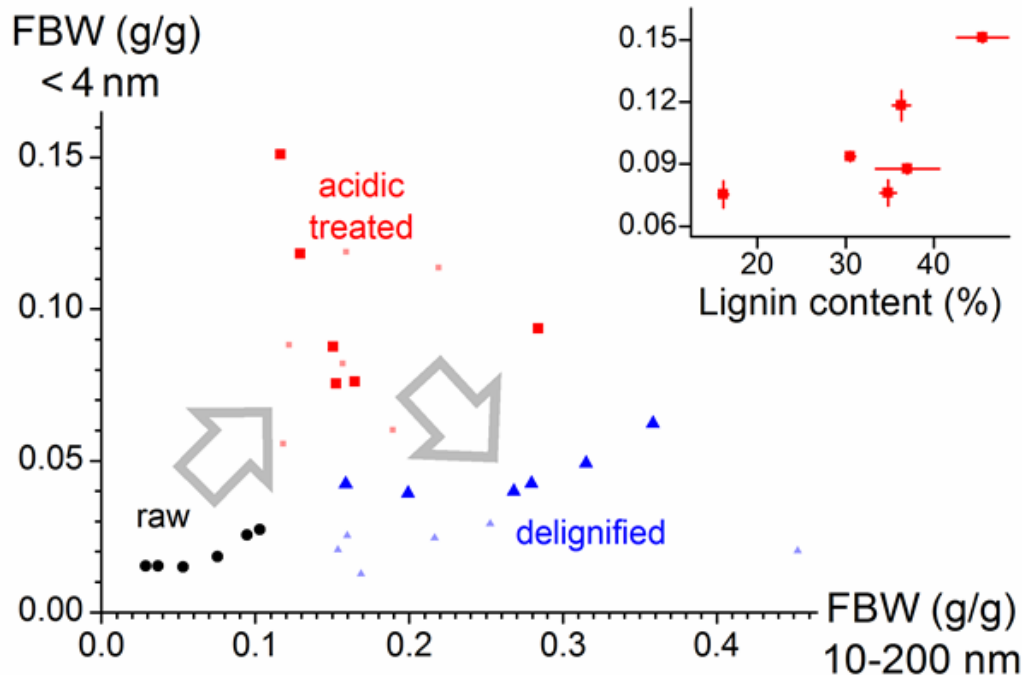 FBW (g/g)
< 4 nm
0.15
0.10
0.05
0.00
0.0
0.1
0.2
0.3
0.4
FBW (g/g)
10-200 nm
acidic
treated
raw
delignified
0.15
0.12
0.09
0.06
20
30
40
Lignin content (%)